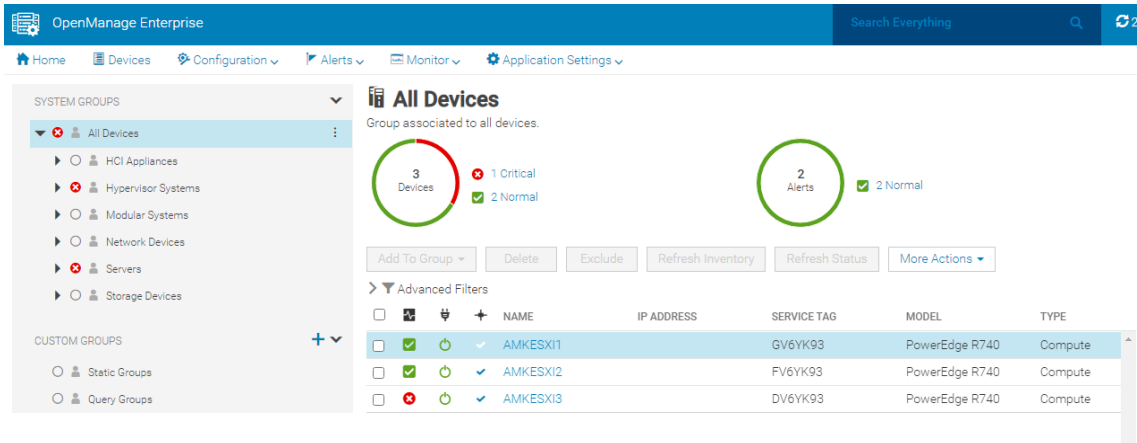 OpenManage Enterprise
Search Everything
2
Home Devices Configuration Alerts Monitor Application Settings
SYSTEM GROUPS
All Devices
HCI Appliances
Hypervisor Systems
Modular Systems
Network Devices
Servers
Storage Devices
CUSTOM GROUPS
Static Groups
Query Groups
All Devices
Group associated to all devices.
3
Devices
1 Critical
2 Normal
2
Alerts
2 Normal
Add To Group Delete Exclude Refresh Inventory Refresh Status More Actions
Advanced Filters
NAME IP ADDRESS SERVICE TAG MODEL TYPE
AMKESXI1 GV6YK93 PowerEdge R740 Compute
AMKESXI2 FV6YK93 PowerEdge R740 Compute
AMKESXI3 DV6YK93 PowerEdge R740 Compute